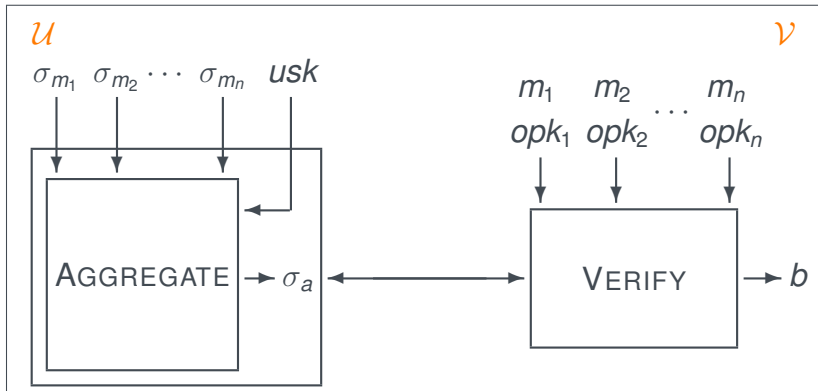 𝒰 𝒱
σ_{m_1} σ_{m_2} ⋯ σ_{m_n} usk
m_1 m_2 ⋯ m_n
opk_1 opk_2 opk_n
AGGREGATE σ_a VERIFY b